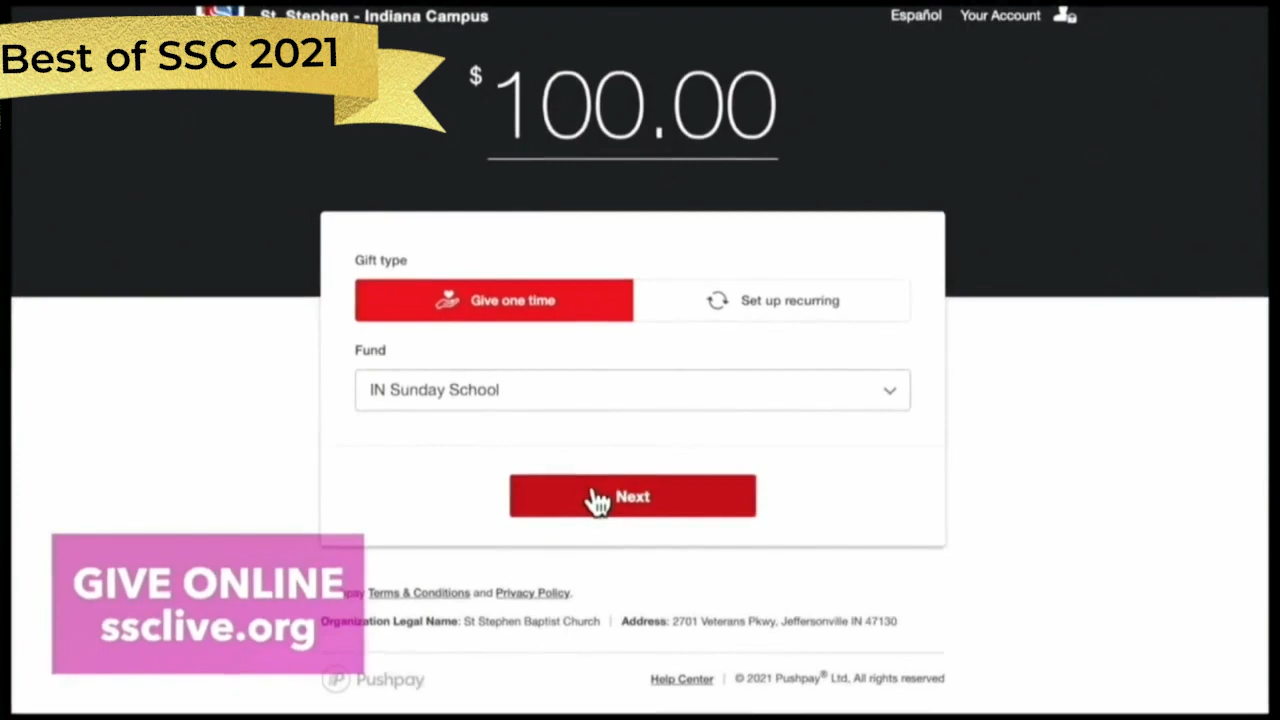 St. Stephen - Indiana Campus
Español Your Account
Best of SSC 2021
$100.00
Gift type
Give one time
Set up recurring
Fund
IN Sunday School
Next
GIVE ONLINE
ssclive.org
Terms & Conditions and Privacy Policy.
Organization Legal Name: St Stephen Baptist Church | Address: 2701 Veterans Pkwy, Jeffersonville IN 47130
Pushpay
Help Center | © 2021 Pushpay® Ltd, All rights reserved